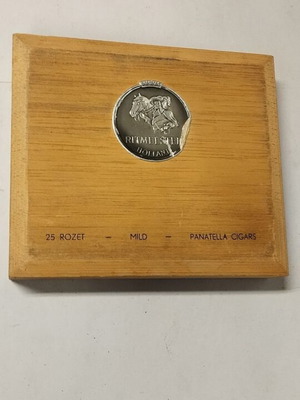 RITMEESTER
HOLLAND
25 ROZET — MILD — PANATELLA CIGARS